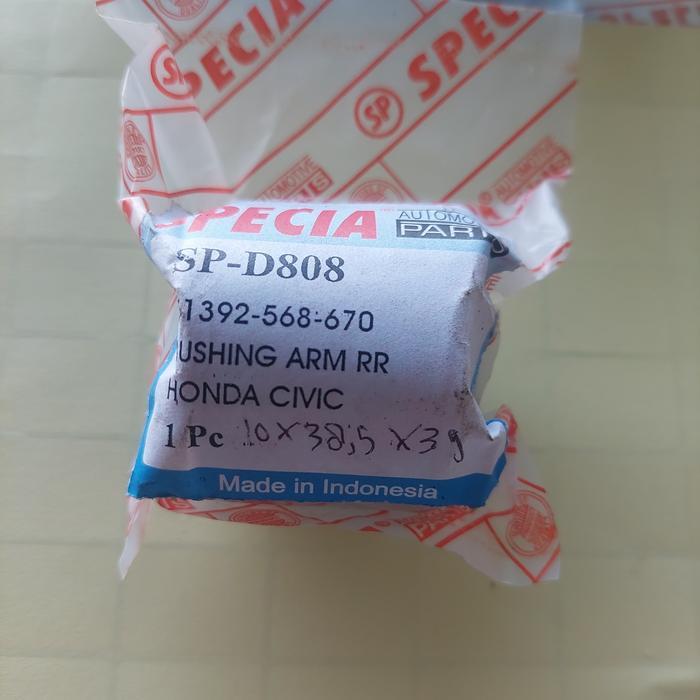 SPECIA
SP SPEC
SPECIA AUTOMO
PART
SP-D808
1392-568-670
USHING ARM RR
HONDA CIVIC
1 Pc 10x38,5 x39
Made in Indonesia